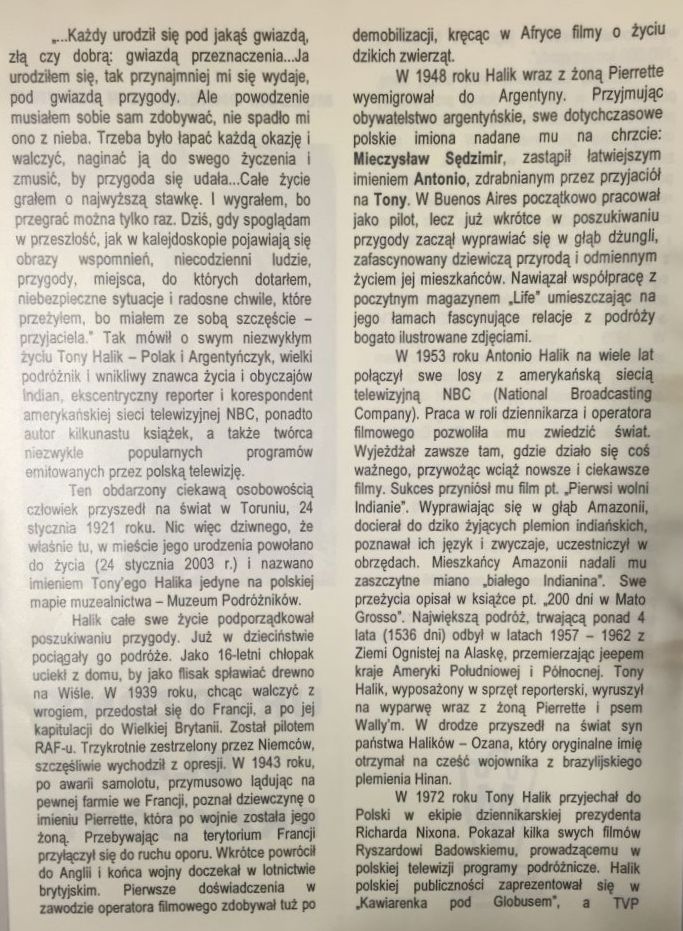 „...Każdy urodził się pod jakąś gwiazdą,
złą czy dobrą: gwiazdą przeznaczenia...Ja
urodziłem się, tak przynajmniej mi się wydaje,
pod gwiazdą przygody. Ale powodzenie
musiałem sobie sam zdobywać, nie spadło mi
ono z nieba. Trzeba było łapać każdą okazję i
walczyć, naginać ją do swego życzenia i
zmusić, by przygoda się udała...Całe życie
grałem o najwyższą stawkę. I wygrałem, bo
przegrać można tylko raz. Dziś, gdy spoglądam
w przeszłość, jak w kalejdoskopie pojawiają się
obrazy wspomnień, niecodzienni ludzie,
przygody, miejsca, do których dotarłem,
niebezpieczne sytuacje i radosne chwile, które
przeżyłem, bo miałem ze sobą szczęście –
przyjaciela." Tak mówił o swym niezwykłym
życiu Tony Halik – Polak i Argentyńczyk, wielki
podróżnik i wnikliwy znawca życia i obyczajów
Indian, ekscentryczny reporter i korespondent
amerykańskiej sieci telewizyjnej NBC, ponadto
autor kilkunastu książek, a także twórca
niezwykle popularnych programów
emitowanych przez polską telewizję.
Ten obdarzony ciekawą osobowością
człowiek przyszedł na świat w Toruniu, 24
stycznia 1921 roku. Nic więc dziwnego, że
właśnie tu, w mieście jego urodzenia powołano
do życia (24 stycznia 2003 r.) i nazwano
imieniem Tony'ego Halika jedyne na polskiej
mapie muzealnictwa – Muzeum Podróżników.
Halik całe swe życie podporządkował
poszukiwaniu przygody. Już w dzieciństwie
pociągały go podróże. Jako 16-letni chłopak
uciekł z domu, by jako flisak spławiać drewno
na Wiśle. W 1939 roku, chcąc walczyć z
wrogiem, przedostał się do Francji, a po jej
kapitulacji do Wielkiej Brytanii. Został pilotem
RAF-u. Trzykrotnie zestrzelony przez Niemców,
szczęśliwie wychodził z opresji. W 1943 roku,
po awarii samolotu, przymusowo lądując na
pewnej farmie we Francji, poznał dziewczynę o
imieniu Pierrette, która po wojnie została jego
żoną. Przebywając na terytorium Francji
przyłączył się do ruchu oporu. Wkrótce powrócił
do Anglii i końca wojny doczekał w lotnictwie
brytyjskim. Pierwsze doświadczenia w
zawodzie operatora filmowego zdobywał tuż po
demobilizacji, kręcąc w Afryce filmy o życiu
dzikich zwierząt.
W 1948 roku Halik wraz z żoną Pierrette
wyemigrował do Argentyny. Przyjmując
obywatelstwo argentyńskie, swe dotychczasowe
polskie imiona nadane mu na chrzcie:
Mieczysław Sędzimir, zastąpił łatwiejszym
imieniem Antonio, zdrabnianym przez przyjaciół
na Tony. W Buenos Aires początkowo pracował
jako pilot, lecz już wkrótce w poszukiwaniu
przygody zaczął wyprawiać się w głąb dżungli,
zafascynowany dziewiczą przyrodą i odmiennym
życiem jej mieszkańców. Nawiązał współpracę z
poczytnym magazynem „Life" umieszczając na
jego łamach fascynujące relacje z podróży
bogato ilustrowane zdjęciami.
W 1953 roku Antonio Halik na wiele lat
połączył swe losy z amerykańską siecią
telewizyjną NBC (National Broadcasting
Company). Praca w roli dziennikarza i operatora
filmowego pozwoliła mu zwiedzić świat.
Wyjeżdżał zawsze tam, gdzie działo się coś
ważnego, przywożąc wciąż nowsze i ciekawsze
filmy. Sukces przyniósł mu film pt. „Pierwsi wolni
Indianie". Wyprawiając się w głąb Amazonii,
docierał do dziko żyjących plemion indiańskich,
poznawał ich język i zwyczaje, uczestniczył w
obrzędach. Mieszkańcy Amazonii nadali mu
zaszczytne miano „białego Indianina". Swe
przeżycia opisał w książce pt. „200 dni w Mato
Grosso". Największą podróż, trwającą ponad 4
lata (1536 dni) odbył w latach 1957 – 1962 z
Ziemi Ognistej na Alaskę, przemierzając jeepem
kraje Ameryki Południowej i Północnej. Tony
Halik, wyposażony w sprzęt reporterski, wyruszył
na wyparwę wraz z żoną Pierrette i psem
Wally'm. W drodze przyszedł na świat syn
państwa Halików – Ozana, który oryginalne imię
otrzymał na cześć wojownika z brazylijskiego
plemienia Hinan.
W 1972 roku Tony Halik przyjechał do
Polski w ekipie dziennikarskiej prezydenta
Richarda Nixona. Pokazał kilka swych filmów
Ryszardowi Badowskiemu, prowadzącemu w
polskiej telewizji programy podróżnicze. Halik
polskiej publiczności zaprezentował się w
„Kawiarenka pod Globusem", a TVP